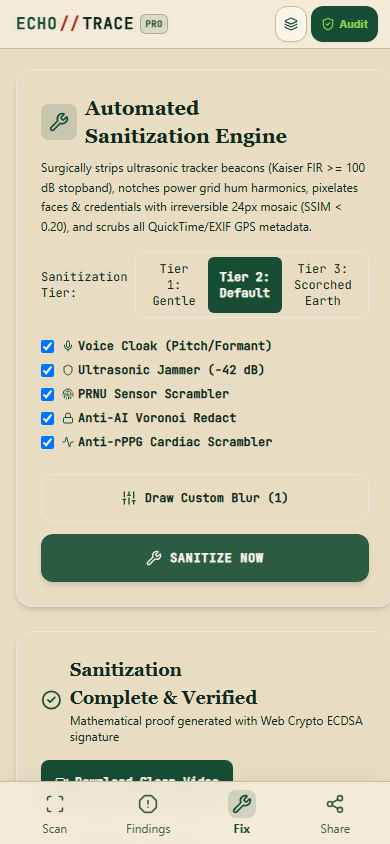 ECHO//TRACE PRO
Audit
Automated
Sanitization Engine
Surgically strips ultrasonic tracker beacons (Kaiser FIR >= 100
dB stopband), notches power grid hum harmonics, pixelates
faces & credentials with irreversible 24px mosaic (SSIM <
0.20), and scrubs all QuickTime/EXIF GPS metadata.
Sanitization
Tier:
Tier
1:
Gentle
Tier 2:
Default
Tier 3:
Scorched
Earth
Voice Cloak (Pitch/Formant)
Ultrasonic Jammer (-42 dB)
PRNU Sensor Scrambler
Anti-AI Voronoi Redact
Anti-rPPG Cardiac Scrambler
Draw Custom Blur (1)
SANITIZE NOW
Sanitization
Complete & Verified
Mathematical proof generated with Web Crypto ECDSA
signature
Download Clean Video
Scan
Findings
Fix
Share